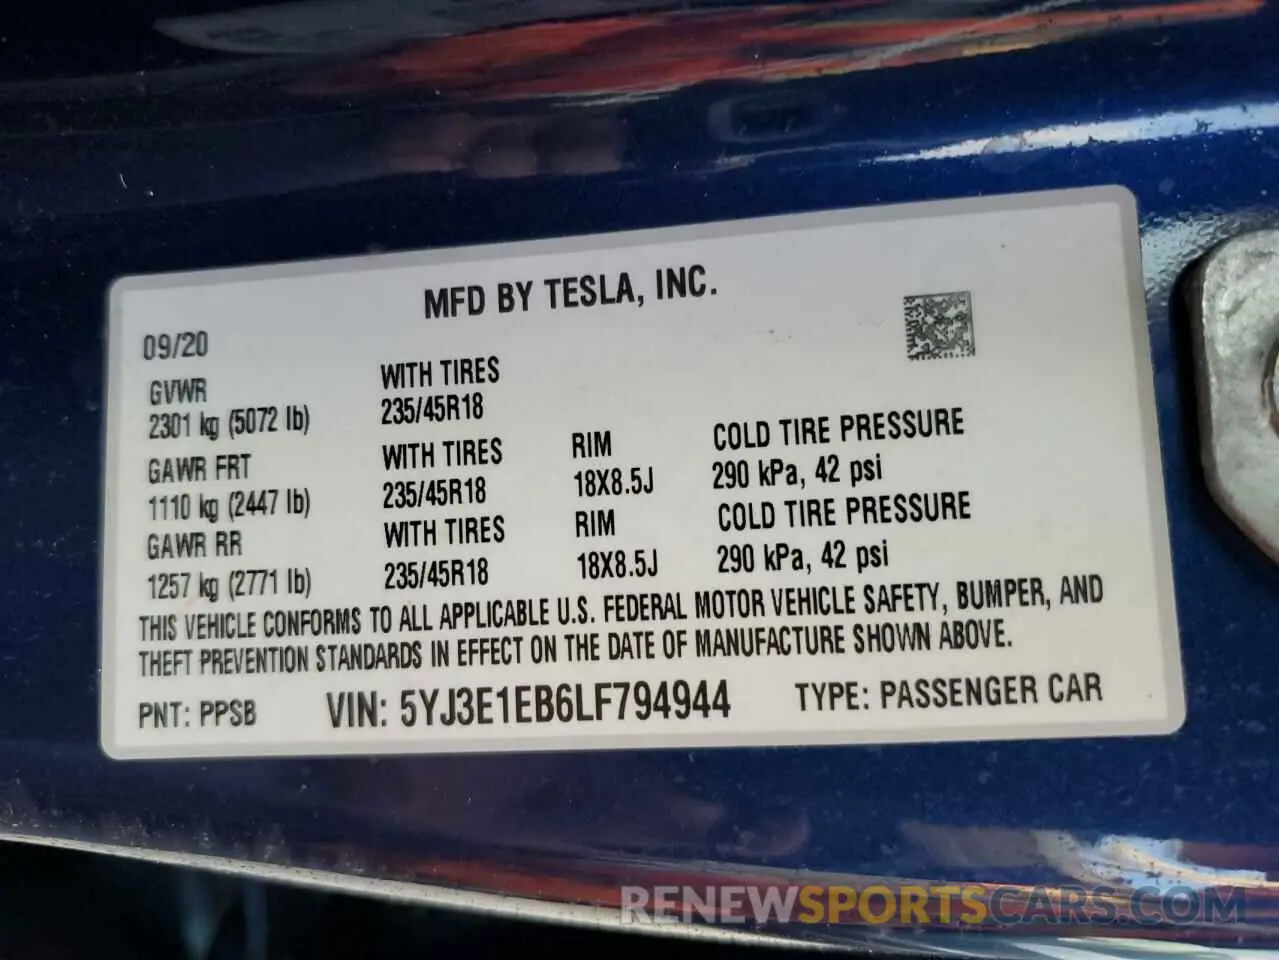 MFD BY TESLA, INC.
09/20
GVWR WITH TIRES
2301 kg (5072 lb) 235/45R18
GAWR FRT WITH TIRES RIM COLD TIRE PRESSURE
1110 kg (2447 lb) 235/45R18 18X8.5J 290 kPa, 42 psi
GAWR RR WITH TIRES RIM COLD TIRE PRESSURE
1257 kg (2771 lb) 235/45R18 18X8.5J 290 kPa, 42 psi
THIS VEHICLE CONFORMS TO ALL APPLICABLE U.S. FEDERAL MOTOR VEHICLE SAFETY, BUMPER, AND
THEFT PREVENTION STANDARDS IN EFFECT ON THE DATE OF MANUFACTURE SHOWN ABOVE.
PNT: PPSB VIN: 5YJ3E1EB6LF794944 TYPE: PASSENGER CAR
RENEWSPORTSCARS.COM